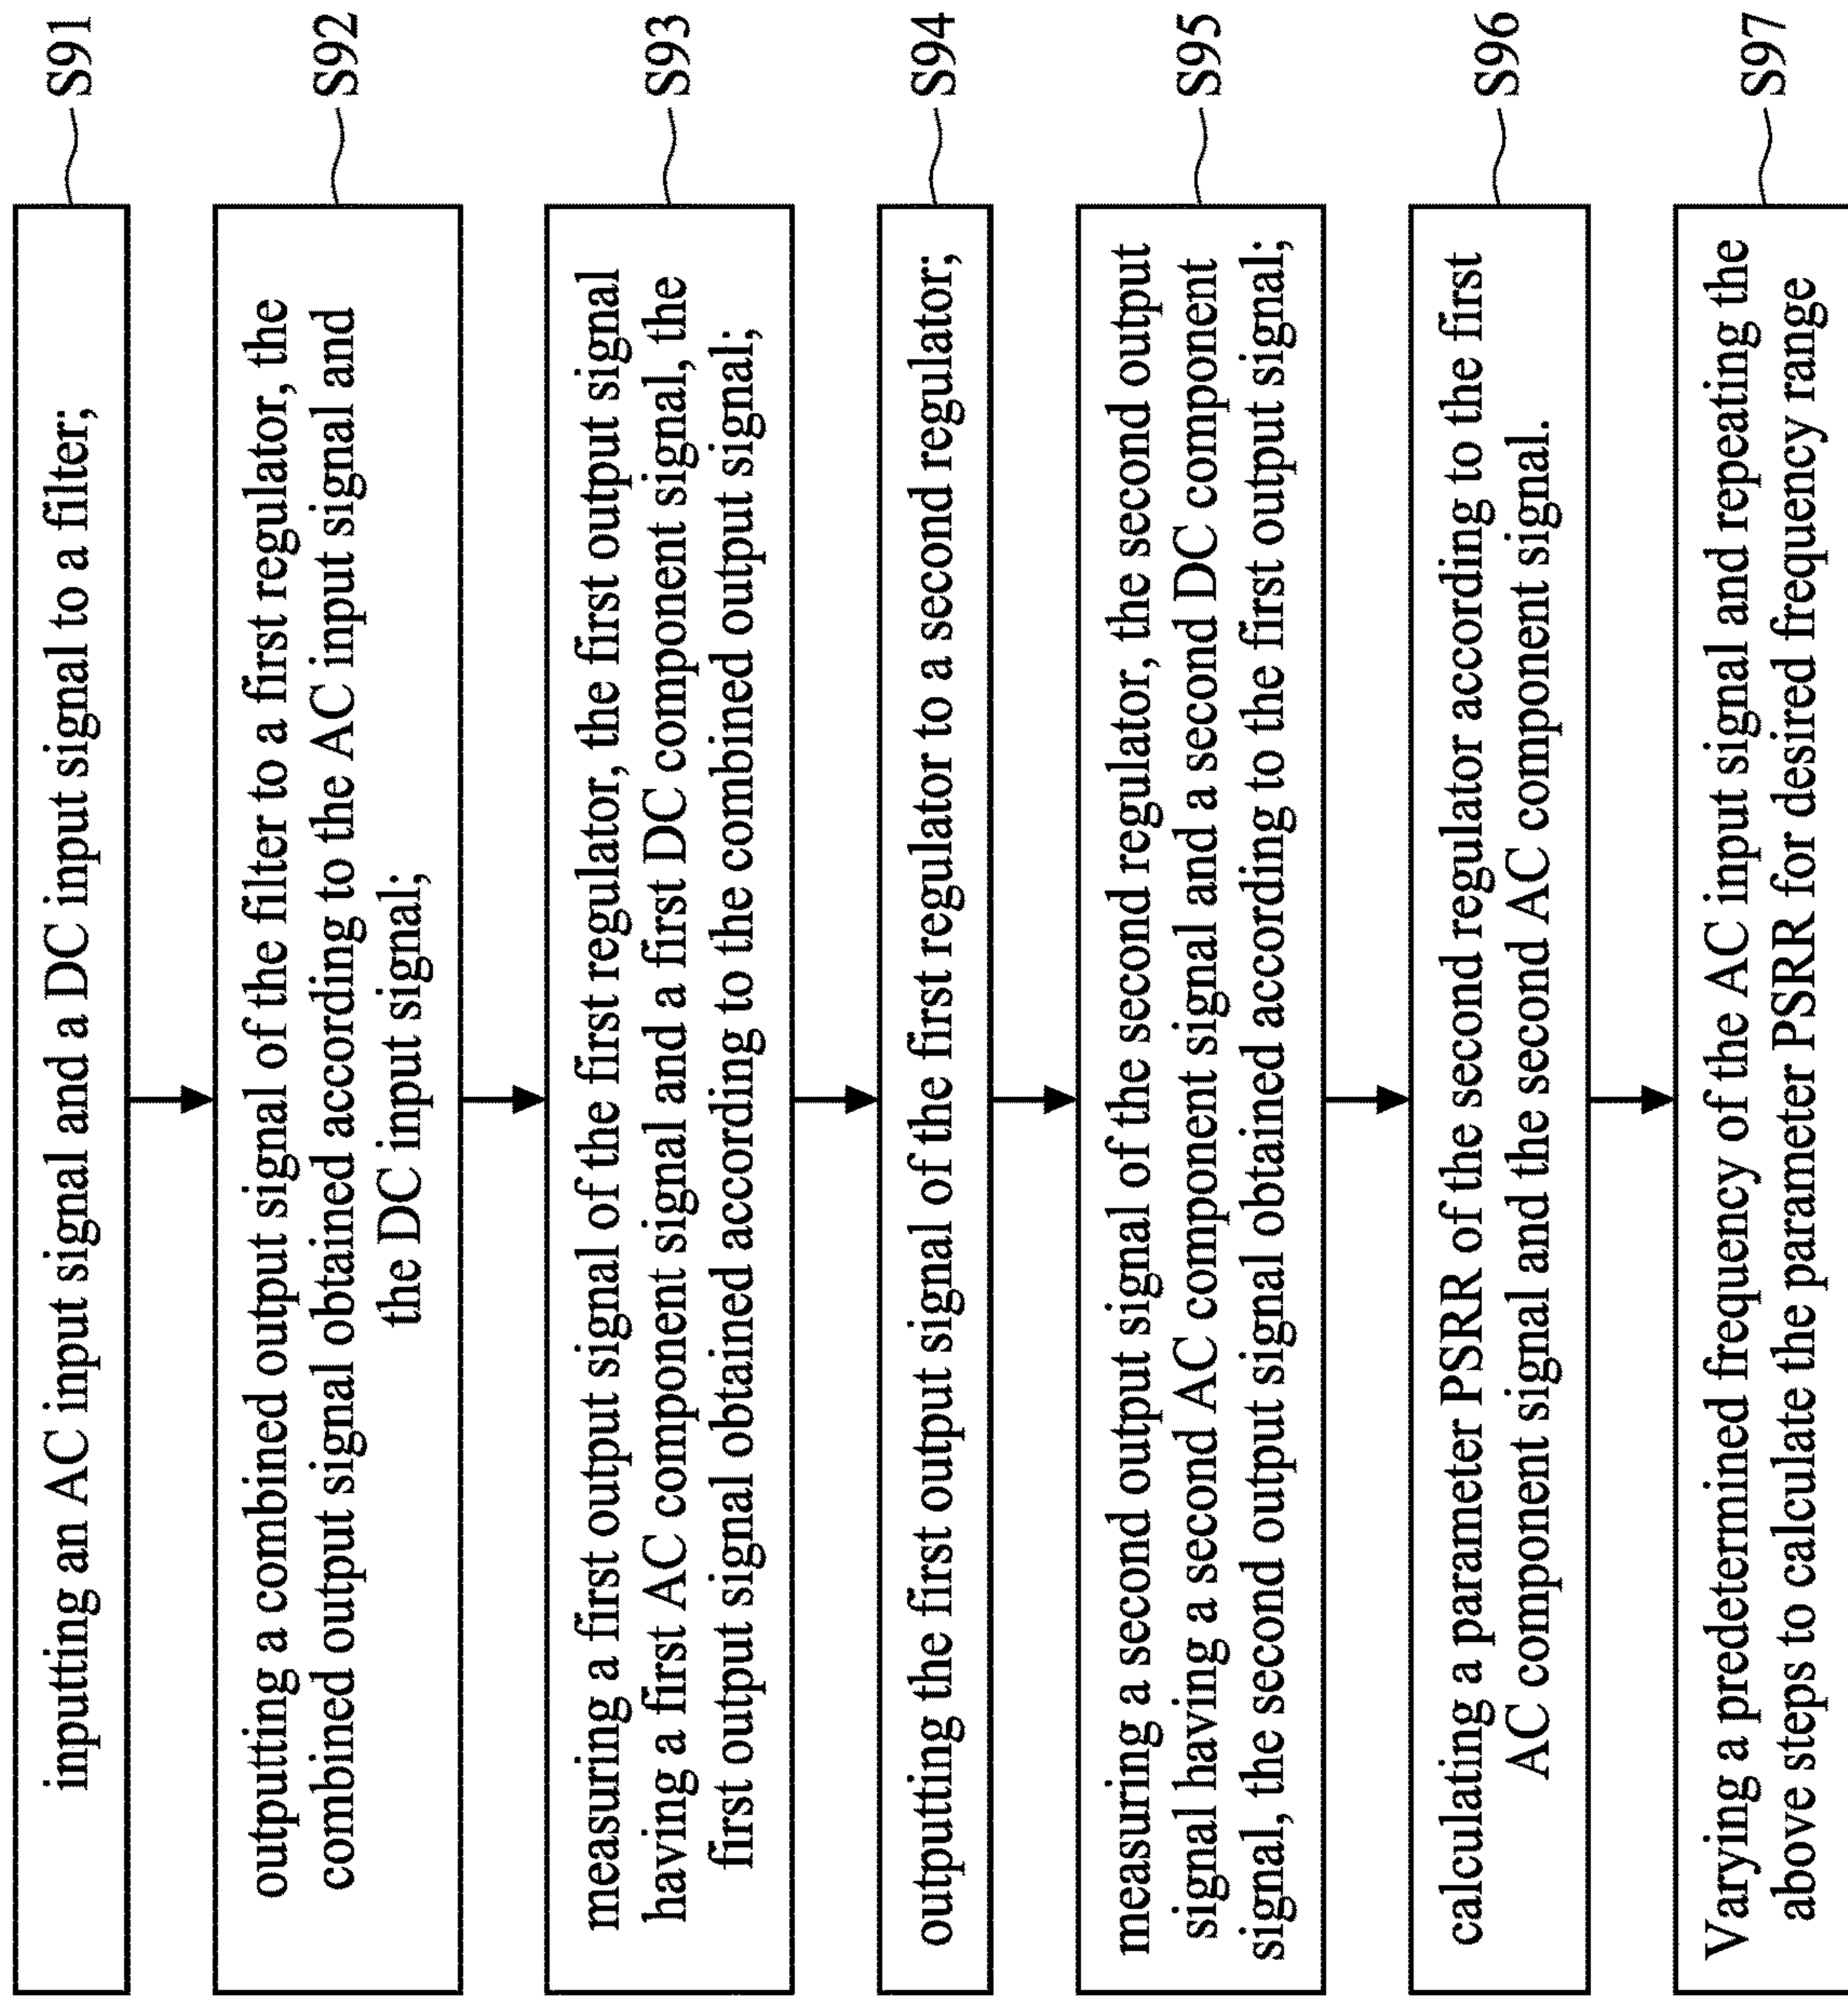 inputting an AC input signal and a DC input signal to a filter;
S91
outputting a combined output signal of the filter to a first regulator, the
combined output signal obtained according to the AC input signal and
the DC input signal;
S92
measuring a first output signal of the first regulator, the first output signal
having a first AC component signal and a first DC component signal, the
first output signal obtained according to the combined output signal;
S93
outputting the first output signal of the first regulator to a second regulator;
S94
measuring a second output signal of the second regulator, the second output
signal having a second AC component signal and a second DC component
signal, the second output signal obtained according to the first output signal;
S95
calculating a parameter PSRR of the second regulator according to the first
AC component signal and the second AC component signal.
S96
Varying a predetermined frequency of the AC input signal and repeating the
above steps to calculate the parameter PSRR for desired frequency range
S97